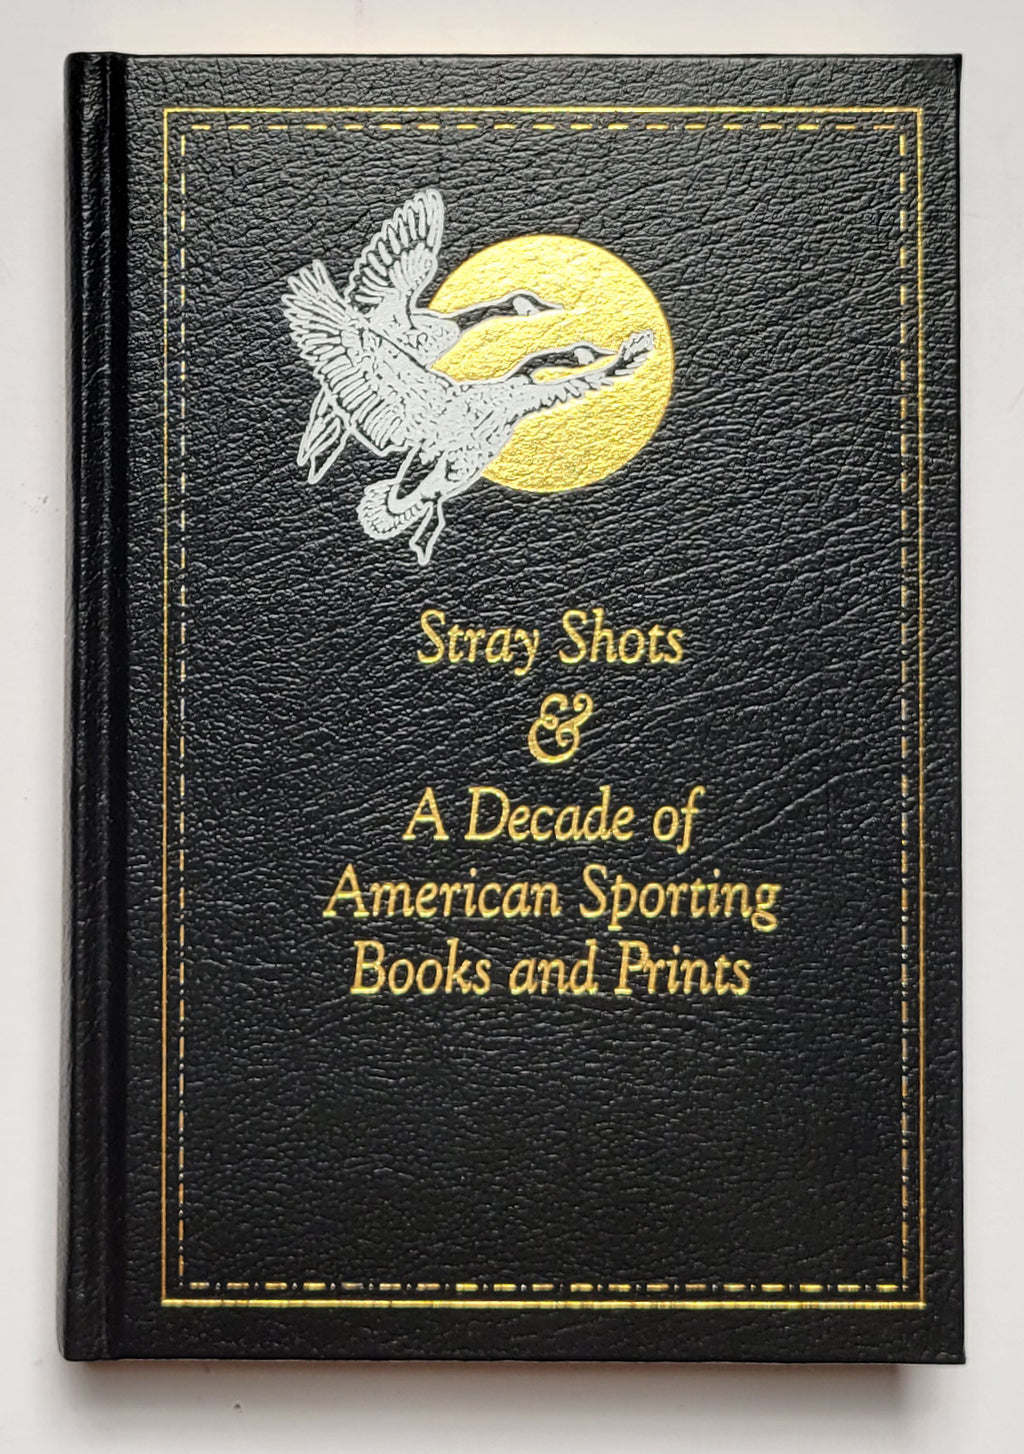 Stray Shots
&
A Decade of
American Sporting
Books and Prints